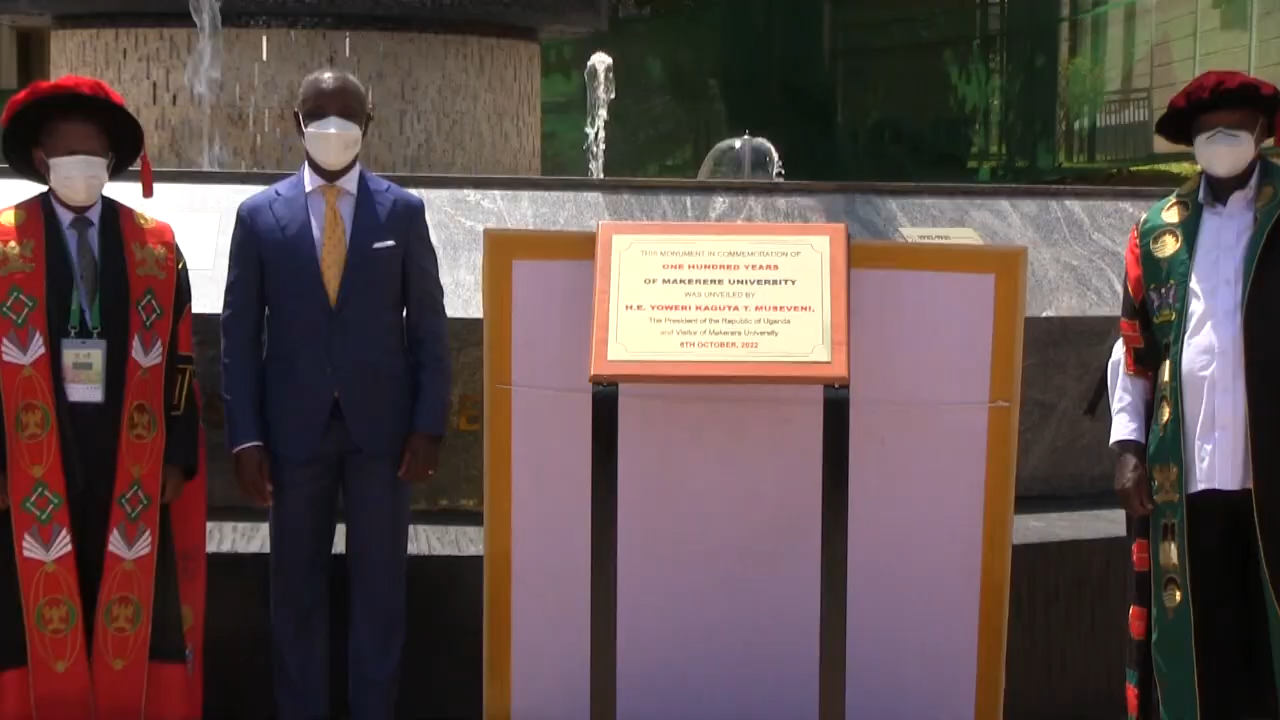 THIS MONUMENT IN COMMEMORATION OF
ONE HUNDRED YEARS
OF MAKERERE UNIVERSITY
WAS UNVEILED BY
H.E. YOWERI KAGUTA T. MUSEVENI,
The President of the Republic of Uganda
and Visitor of Makerere University
6TH OCTOBER, 2022